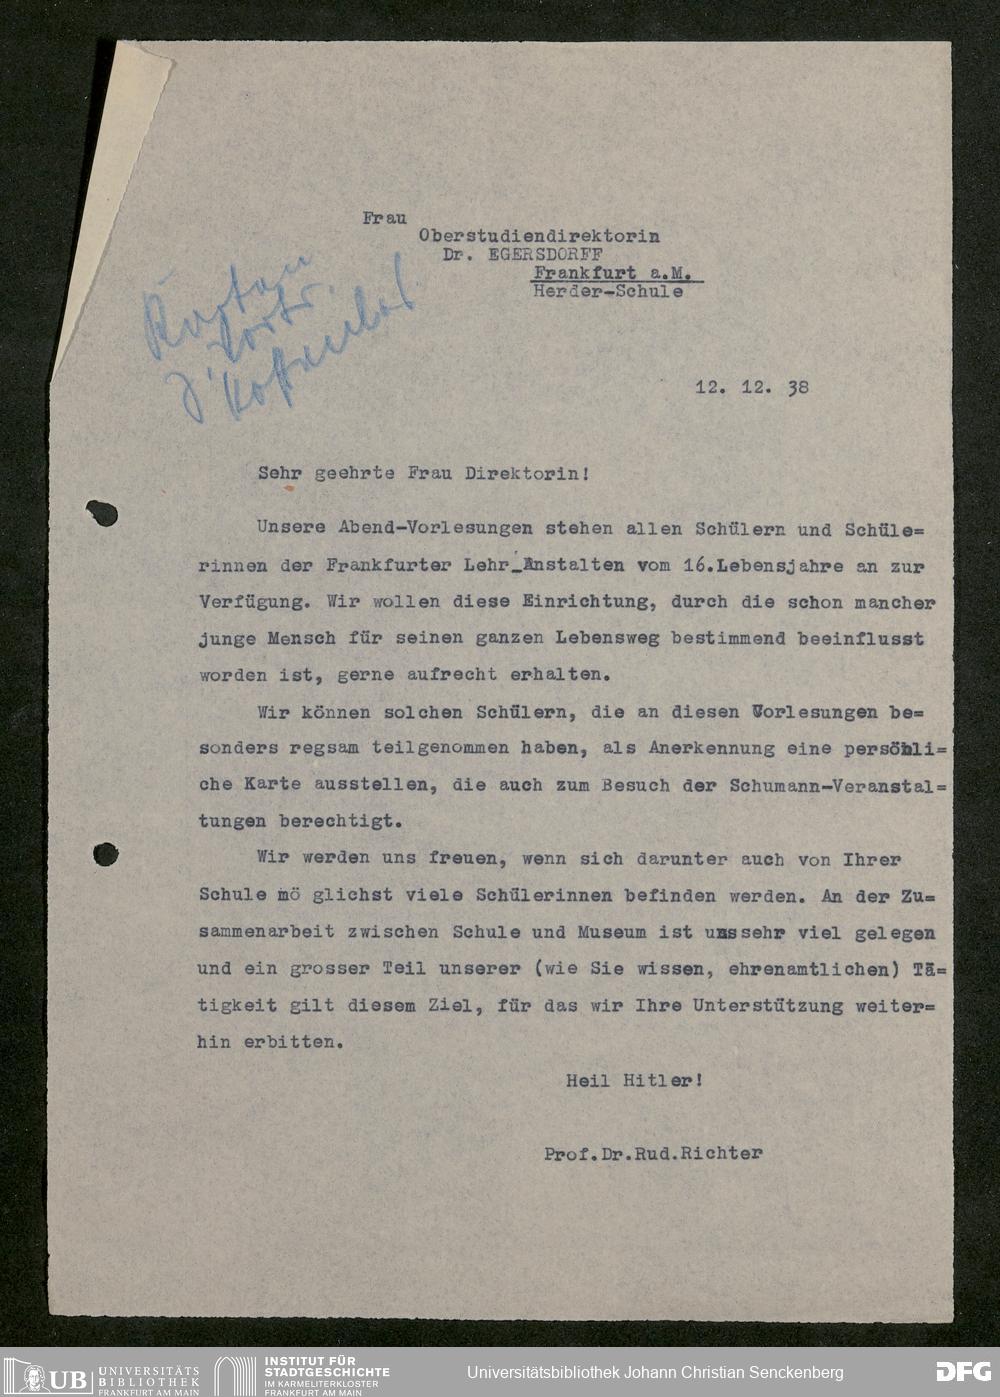 Frau
Oberstudiendirektorin
Dr. EGERSDORFF
Frankfurt a.M.
Herder-Schule
Karten
12. 12. 38
Sehr geehrte Frau Direktorin!
Unsere Abend-Vorlesungen stehen allen Schülern und Schüle=
rinnen der Frankfurter Lehr_Anstalten vom 16.Lebensjahre an zur
Verfügung. Wir wollen diese Einrichtung, durch die schon mancher
junge Mensch für seinen ganzen Lebensweg bestimmend beeinflusst
worden ist, gerne aufrecht erhalten.
Wir können solchen Schülern, die an diesen Vorlesungen be=
sonders regsam teilgenommen haben, als Anerkennung eine persönli=
che Karte ausstellen, die auch zum Besuch der Schumann-Veranstal=
tungen berechtigt.
Wir werden uns freuen, wenn sich darunter auch von Ihrer
Schule mö glichst viele Schülerinnen befinden werden. An der Zu=
sammenarbeit zwischen Schule und Museum ist unssehr viel gelegen
und ein grosser Teil unserer (wie Sie wissen, ehrenamtlichen) Tä=
tigkeit gilt diesem Ziel, für das wir Ihre Unterstützung weiter=
hin erbitten.
Heil Hitler!
Prof.Dr.Rud.Richter
UB UNIVERSITÄTS
BIBLIOTHEK
FRANKFURT AM MAIN
INSTITUT FÜR
STADTGESCHICHTE
IM KARMELITERKLOSTER
FRANKFURT AM MAIN
Universitätsbibliothek Johann Christian Senckenberg
DFG